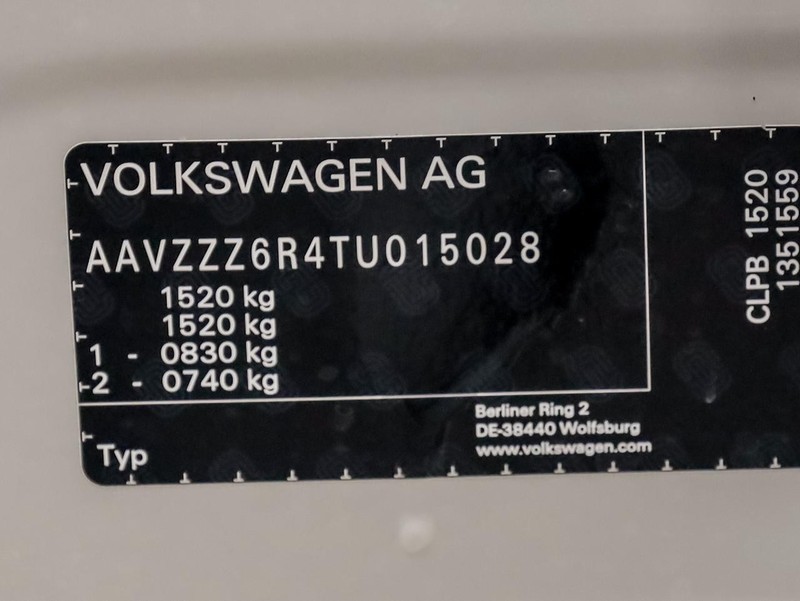 VOLKSWAGEN AG
AAVZZZ6R4TU015028
1520 kg
1520 kg
1 - 0830 kg
2 - 0740 kg
Berliner Ring 2
DE-38440 Wolfsburg
www.volkswagen.com
Typ
CLPB 1520
1351559